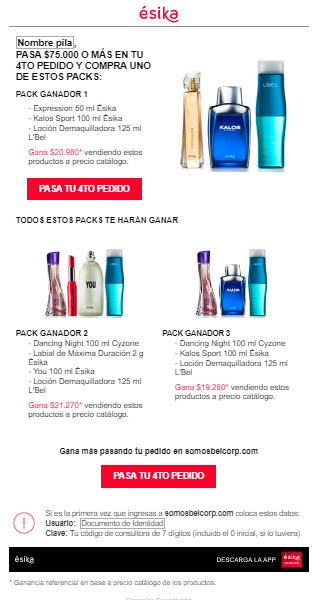 ésika
Nombre pila,
PASA $75.000 O MÁS EN TU
4TO PEDIDO Y COMPRA UNO
DE ESTOS PACKS:
PACK GANADOR 1
- Expression 50 ml Ésika
- Kalos Sport 100 ml Ésika
- Loción Demaquilladora 125 ml
L'Bel
Gana $20.980* vendiendo estos
productos a precio catálogo.
KALOS
L'BEL
PASA TU 4TO PEDIDO
TODOS ESTOS PACKS TE HARÁN GANAR
YOU
PACK GANADOR 2
- Dancing Night 100 ml Cyzone
- Labial de Máxima Duración 2 g
Ésika
- You 100 ml Ésika
- Loción Demaquilladora 125 ml
L'Bel
Gana $21.270* vendiendo estos
productos a precio catálogo.
KALOS
PACK GANADOR 3
- Dancing Night 100 ml Cyzone
- Kalos Sport 100 ml Ésika
- Loción Demaquilladora 125 ml
L'Bel
Gana $19.280* vendiendo estos
productos a precio catálogo.
Gana más pasando tu pedido en somosbelcorp.com
PASA TU 4TO PEDIDO
Si es la primera vez que ingresas a somosbelcorp.com coloca estos datos:
Usuario: Documento de Identidad
Clave: Tu código de consultora de 7 dígitos (incluido el 0 inicial, si lo tuviera)
ésika
DESCARGA LA APP
ésika
* Ganancia referencial en base a precio catálogo de los productos.